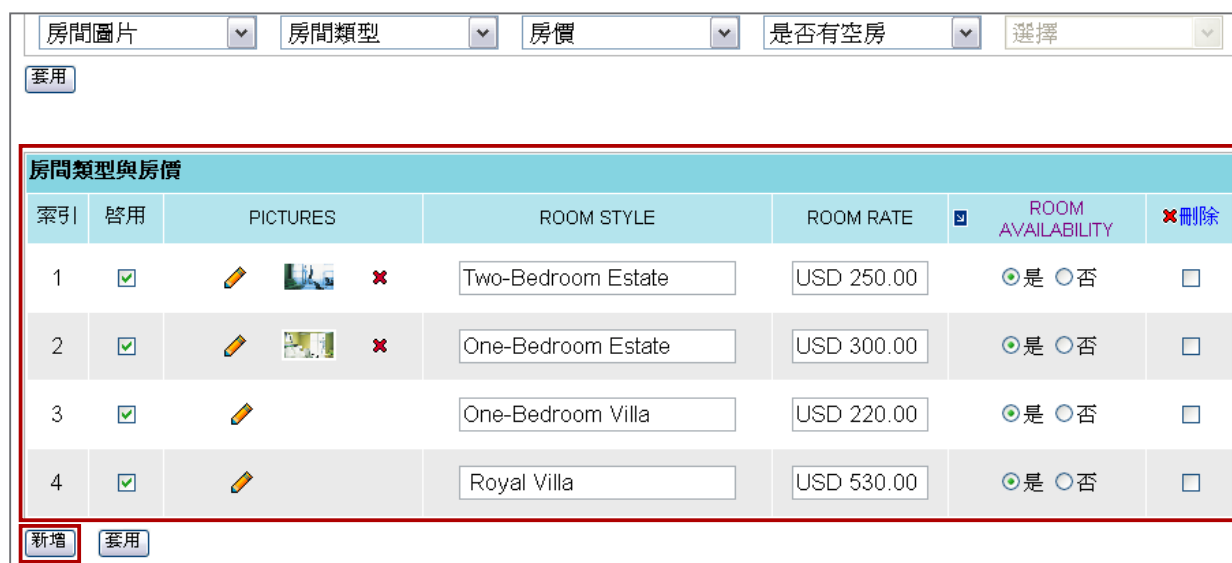 房間圖片 房間類型 房價 是否有空房 選擇
套用
房間類型與房價
索引 啓用 PICTURES ROOM STYLE ROOM RATE ROOM AVAILABILITY 刪除
1 Two-Bedroom Estate USD 250.00 是 否
2 One-Bedroom Estate USD 300.00 是 否
3 One-Bedroom Villa USD 220.00 是 否
4 Royal Villa USD 530.00 是 否
新增 套用